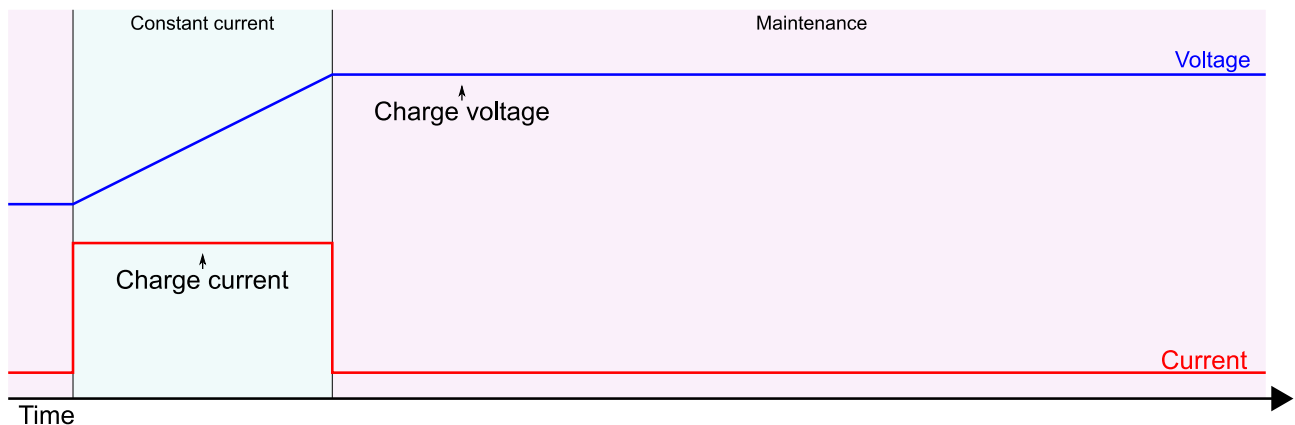 Constant current
Maintenance
Voltage
Charge voltage
Charge current
Current
Time